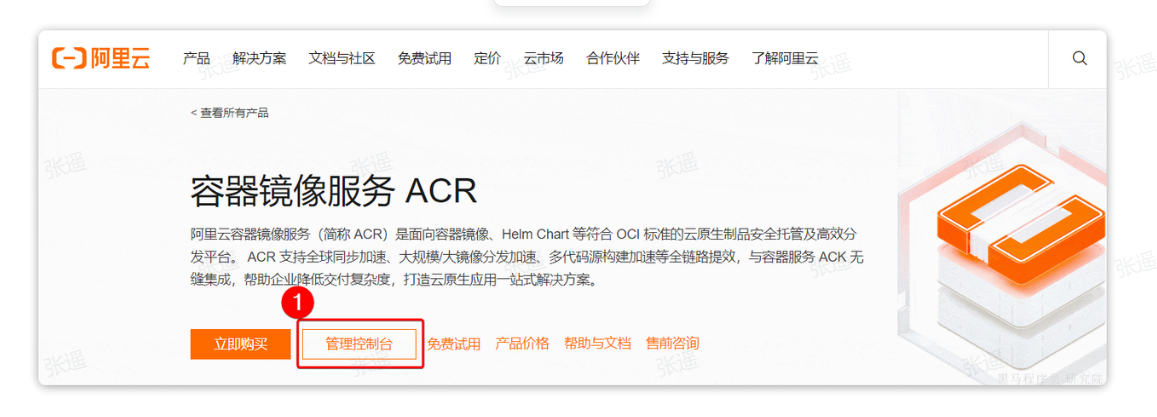 阿里云
产品 解决方案 文档与社区 免费试用 定价 云市场 合作伙伴 支持与服务 了解阿里云
< 查看所有产品
容器镜像服务 ACR
阿里云容器镜像服务（简称 ACR）是面向容器镜像、Helm Chart 等符合 OCI 标准的云原生制品安全托管及高效分
发平台。 ACR 支持全球同步加速、大规模/大镜像分发加速、多代码源构建加速等全链路提效，与容器服务 ACK 无
缝集成，帮助企业降低交付复杂度，打造云原生应用一站式解决方案。
1
立即购买 管理控制台 免费试用 产品价格 帮助与文档 售前咨询
张遥
黑马程序员-研究院